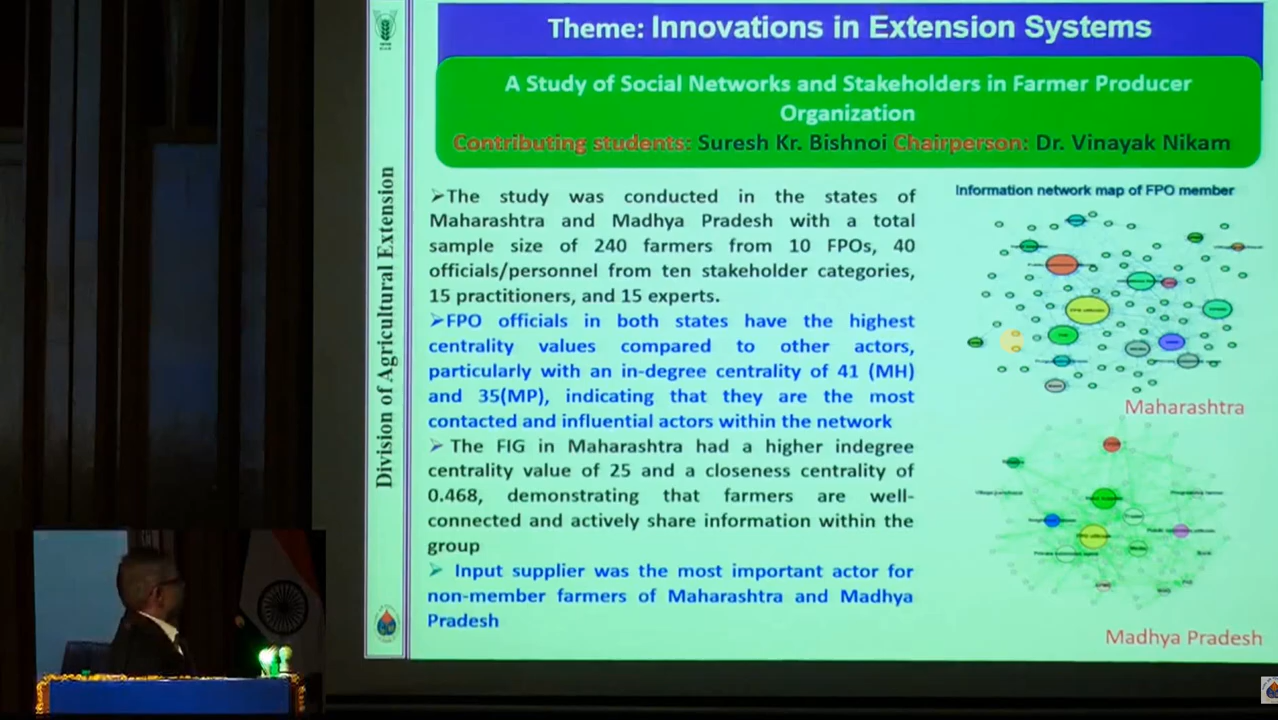 Theme: Innovations in Extension Systems
A Study of Social Networks and Stakeholders in Farmer Producer
Organization
Contributing students: Suresh Kr. Bishnoi Chairperson: Dr. Vinayak Nikam
Division of Agricultural Extension
➢The study was conducted in the states of
Maharashtra and Madhya Pradesh with a total
sample size of 240 farmers from 10 FPOs, 40
officials/personnel from ten stakeholder categories,
15 practitioners, and 15 experts.
➢FPO officials in both states have the highest
centrality values compared to other actors,
particularly with an in-degree centrality of 41 (MH)
and 35(MP), indicating that they are the most
contacted and influential actors within the network
➢ The FIG in Maharashtra had a higher indegree
centrality value of 25 and a closeness centrality of
0.468, demonstrating that farmers are well-
connected and actively share information within the
group
➢ Input supplier was the most important actor for
non-member farmers of Maharashtra and Madhya
Pradesh
Information network map of FPO member
Maharashtra
Madhya Pradesh